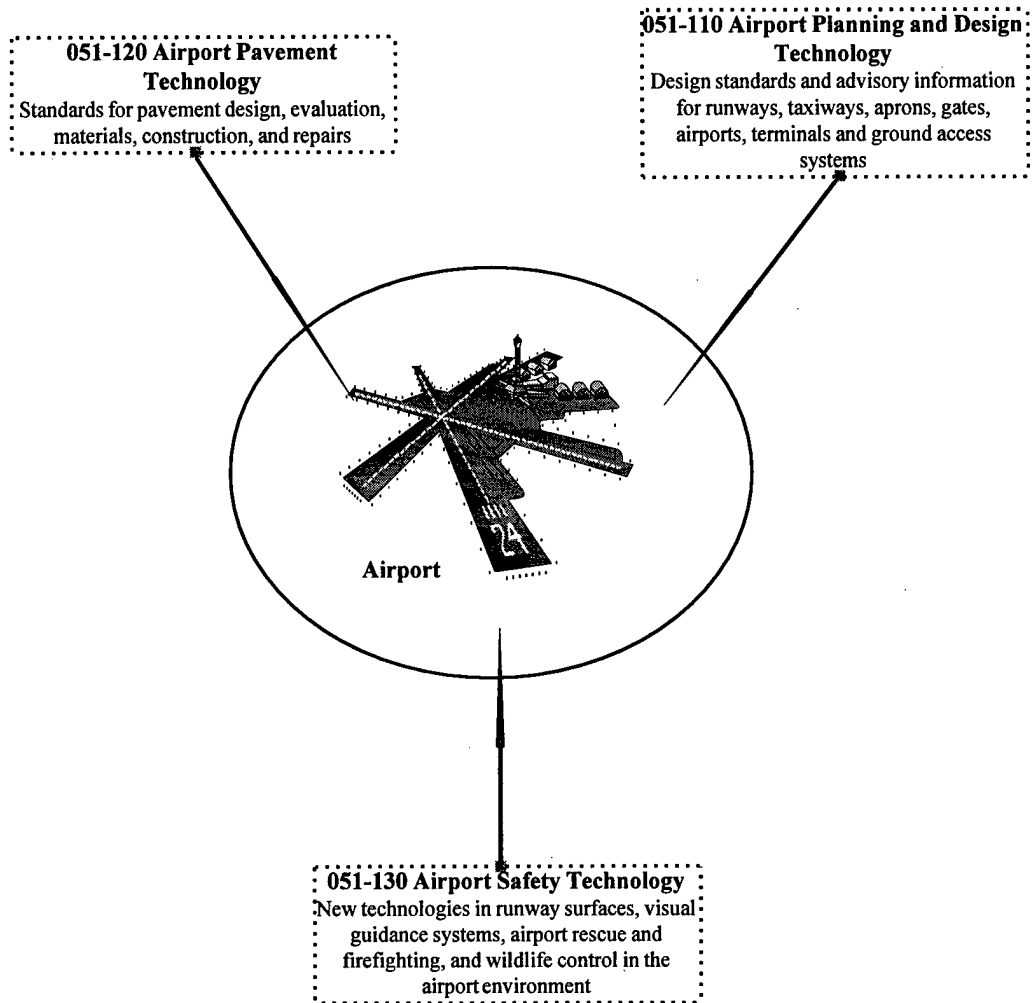 051-120 Airport Pavement
Technology
Standards for pavement design, evaluation,
materials, construction, and repairs
051-110 Airport Planning and Design
Technology
Design standards and advisory information
for runways, taxiways, aprons, gates,
airports, terminals and ground access
systems
24
Airport
051-130 Airport Safety Technology
New technologies in runway surfaces, visual
guidance systems, airport rescue and
firefighting, and wildlife control in the
airport environment